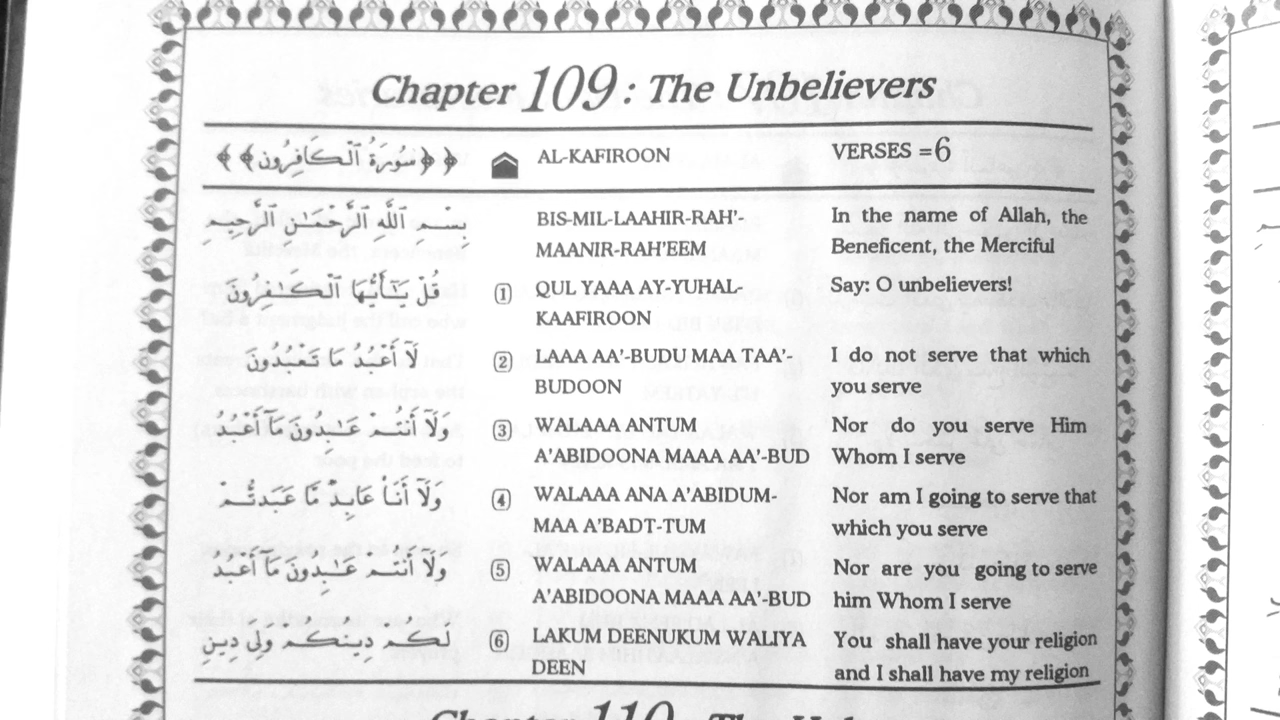 Chapter 109 : The Unbelievers
﴿﴿ سُورَةُ ٱلْكَافِرُونَ ﴾﴾
AL-KAFIROON
VERSES =6
بِسْمِ ٱللَّهِ ٱلرَّحْمَـٰنِ ٱلرَّحِيمِ
BIS-MIL-LAAHIR-RAH'-
MAANIR-RAH'EEM
In the name of Allah, the
Beneficent, the Merciful
قُلْ يَـٰٓأَيُّهَا ٱلْكَـٰفِرُونَ
(1) QUL YAAA AY-YUHAL-
KAAFIROON
Say: O unbelievers!
لَآ أَعْبُدُ مَا تَعْبُدُونَ
(2) LAAA AA'-BUDU MAA TAA'-
BUDOON
I do not serve that which
you serve
وَلَآ أَنتُمْ عَـٰبِدُونَ مَآ أَعْبُدُ
(3) WALAAA ANTUM
A'ABIDOONA MAAA AA'-BUD
Nor do you serve Him
Whom I serve
وَلَآ أَنَا۠ عَابِدٌ مَّا عَبَدتُّمْ
(4) WALAAA ANA A'ABIDUM-
MAA A'BADT-TUM
Nor am I going to serve that
which you serve
وَلَآ أَنتُمْ عَـٰبِدُونَ مَآ أَعْبُدُ
(5) WALAAA ANTUM
A'ABIDOONA MAAA AA'-BUD
Nor are you going to serve
him Whom I serve
لَكُمْ دِينُكُمْ وَلِيَ دِينِ
(6) LAKUM DEENUKUM WALIYA
DEEN
You shall have your religion
and I shall have my religion
Chapter 110 : The